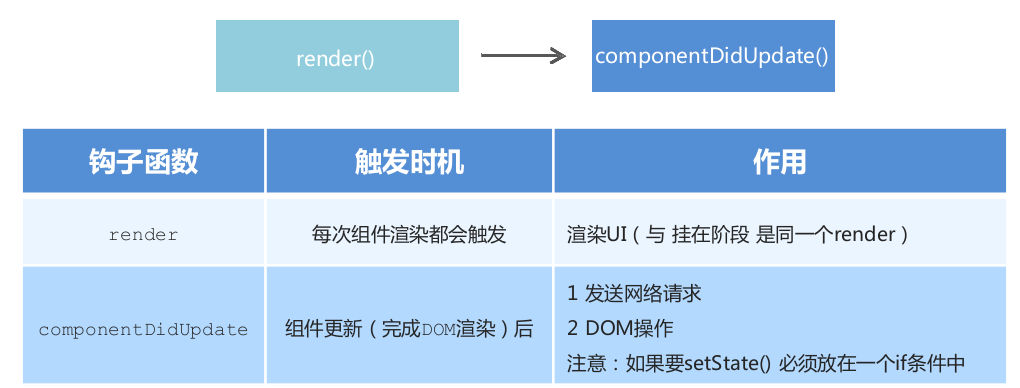 render()
componentDidUpdate()
钩子函数 触发时机 作用
render 每次组件渲染都会触发 渲染UI（与 挂在阶段 是同一个render）
componentDidUpdate 组件更新（完成DOM渲染）后 1 发送网络请求
2 DOM操作
注意：如果要setState() 必须放在一个if条件中